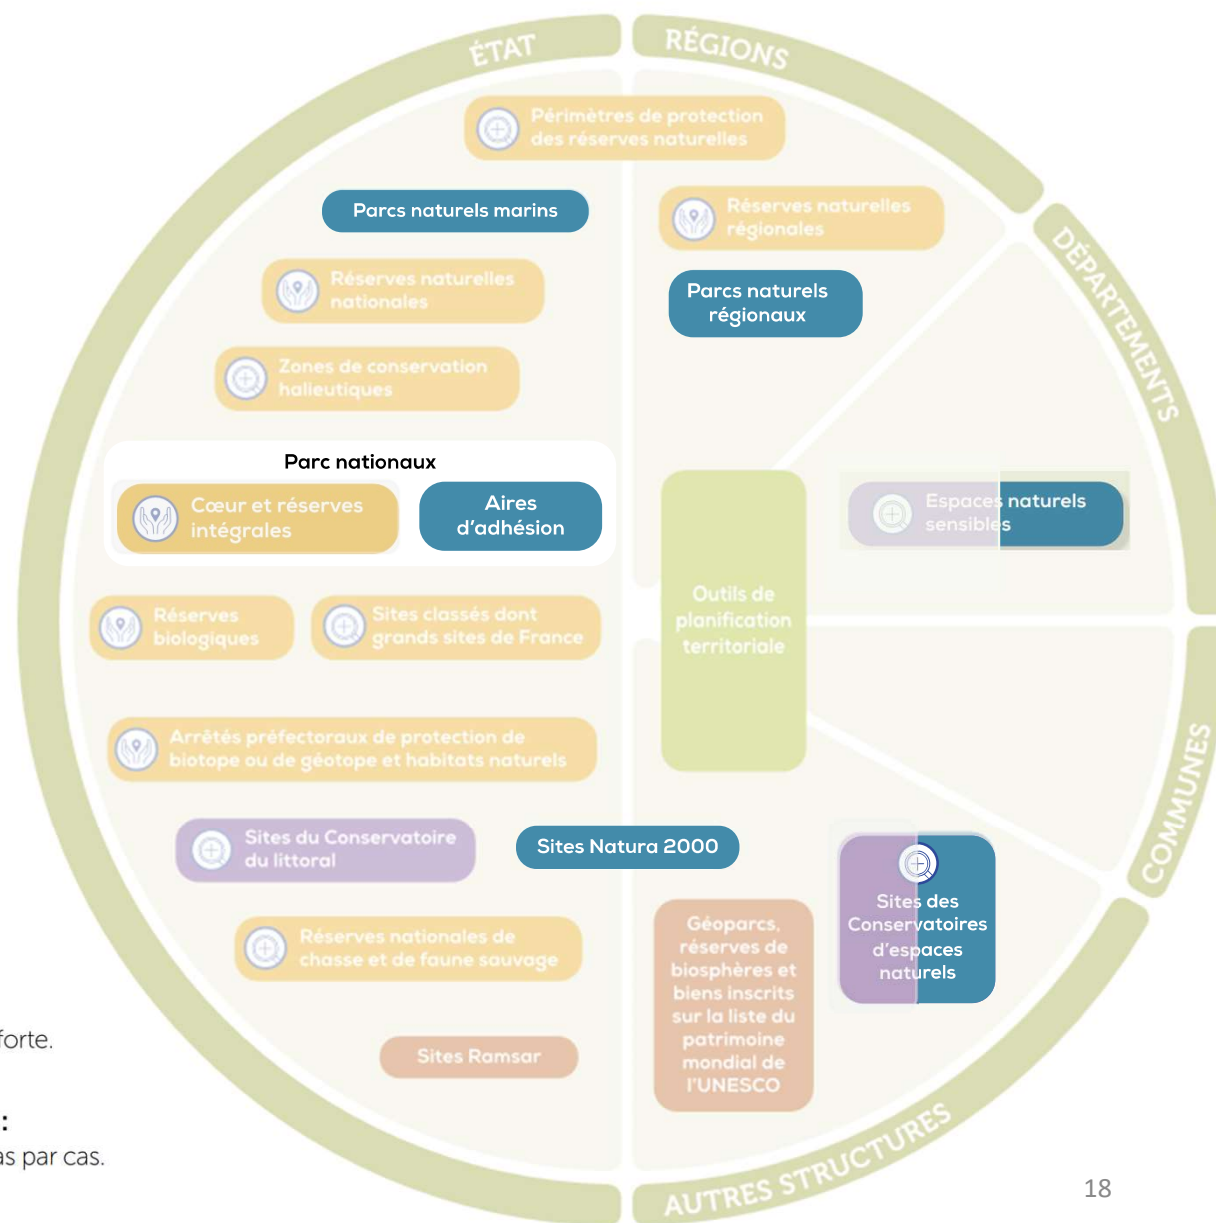 ÉTAT
RÉGIONS
DÉPARTEMENTS
COMMUNES
AUTRES STRUCTURES
Périmètres de protection
des réserves naturelles
Parcs naturels marins
Réserves naturelles
régionales
Réserves naturelles
nationales
Parcs naturels
régionaux
Zones de conservation
halieutiques
Parc nationaux
Cœur et réserves
intégrales
Aires
d'adhésion
Espaces naturels
sensibles
Outils de
planification
territoriale
Réserves
biologiques
Sites classés dont
grands sites de France
Arrêtés préfectoraux de protection de
biotope ou de géotope et habitats naturels
Sites du Conservatoire
du littoral
Sites Natura 2000
Sites des
Conservatoires
d'espaces
naturels
Réserves nationales de
chasse et de faune sauvage
Géoparcs,
réserves de
biosphères et
biens inscrits
sur la liste du
patrimoine
mondial de
l'UNESCO
Sites Ramsar
forte.
:
as par cas.
18